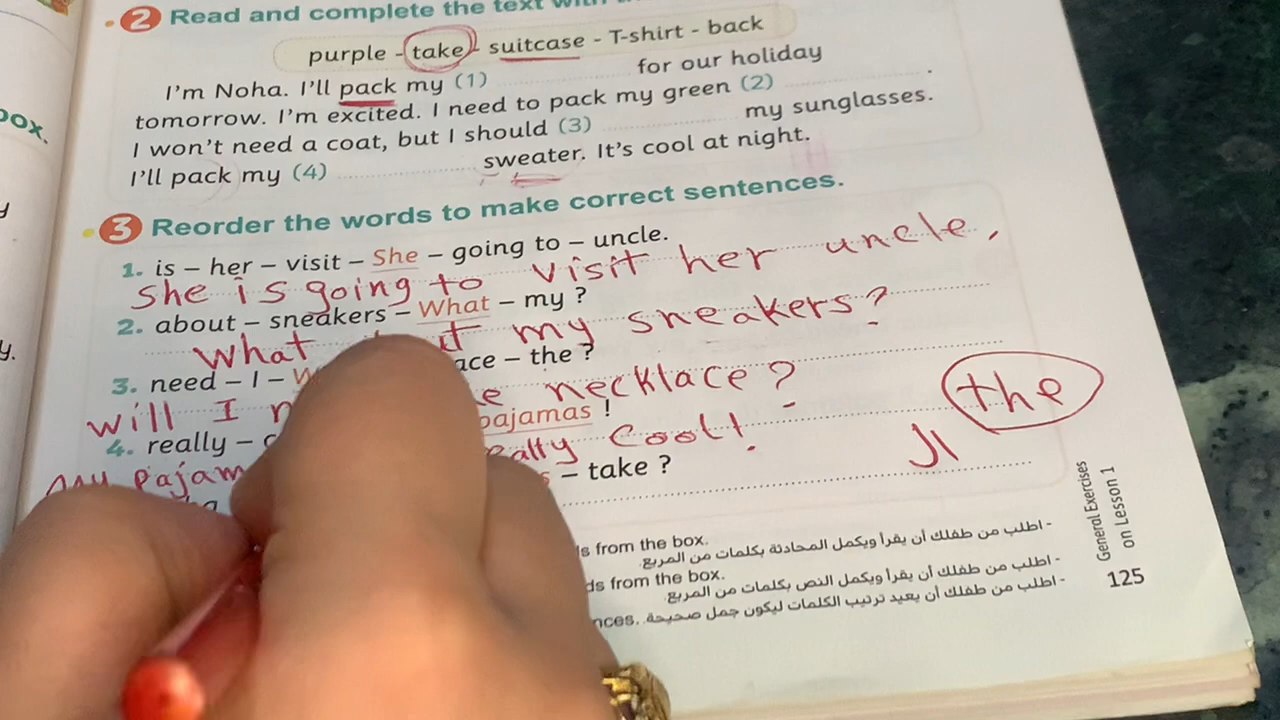 2 Read and complete the text
purple - take - suitcase - T-shirt - back
I'm Noha. I'll pack my (1) for our holiday
tomorrow. I'm excited. I need to pack my green (2) .
I won't need a coat, but I should (3) my sunglasses.
I'll pack my (4) sweater. It's cool at night.
3 Reorder the words to make correct sentences.
1. is – her – visit – She – going to – uncle.
she is going to visit her uncle.
2. about – sneakers – What – my ?
What my sneakers?
3. need – I – – the ?
will I necklace?
the
4. really – pajamas !
My cool!
ال
– take ?
from the box.
- اطلب من طفلك أن يقرأ ويكمل المحادثة بكلمات من المربع.
from the box.
- اطلب من طفلك أن يقرأ ويكمل النص بكلمات من المربع.
- اطلب من طفلك أن يعيد ترتيب الكلمات ليكون جمل صحيحة.
General Exercises
on Lesson 1
125
box.